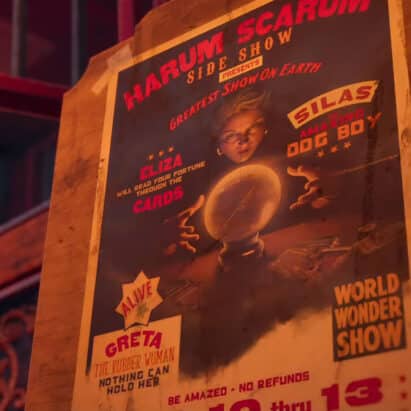 HARUM SCARUM
SIDE SHOW
PRESENTS
GREATEST SHOW ON EARTH
ELIZA
WILL READ YOUR FORTUNE
THROUGH THE
CARDS
SILAS
DOG BOY
ALIVE
GRETA
THE RUBBER WOMAN
NOTHING CAN
HOLD HER
WORLD
WONDER
SHOW
BE AMAZED - NO REFUNDS
thru 13